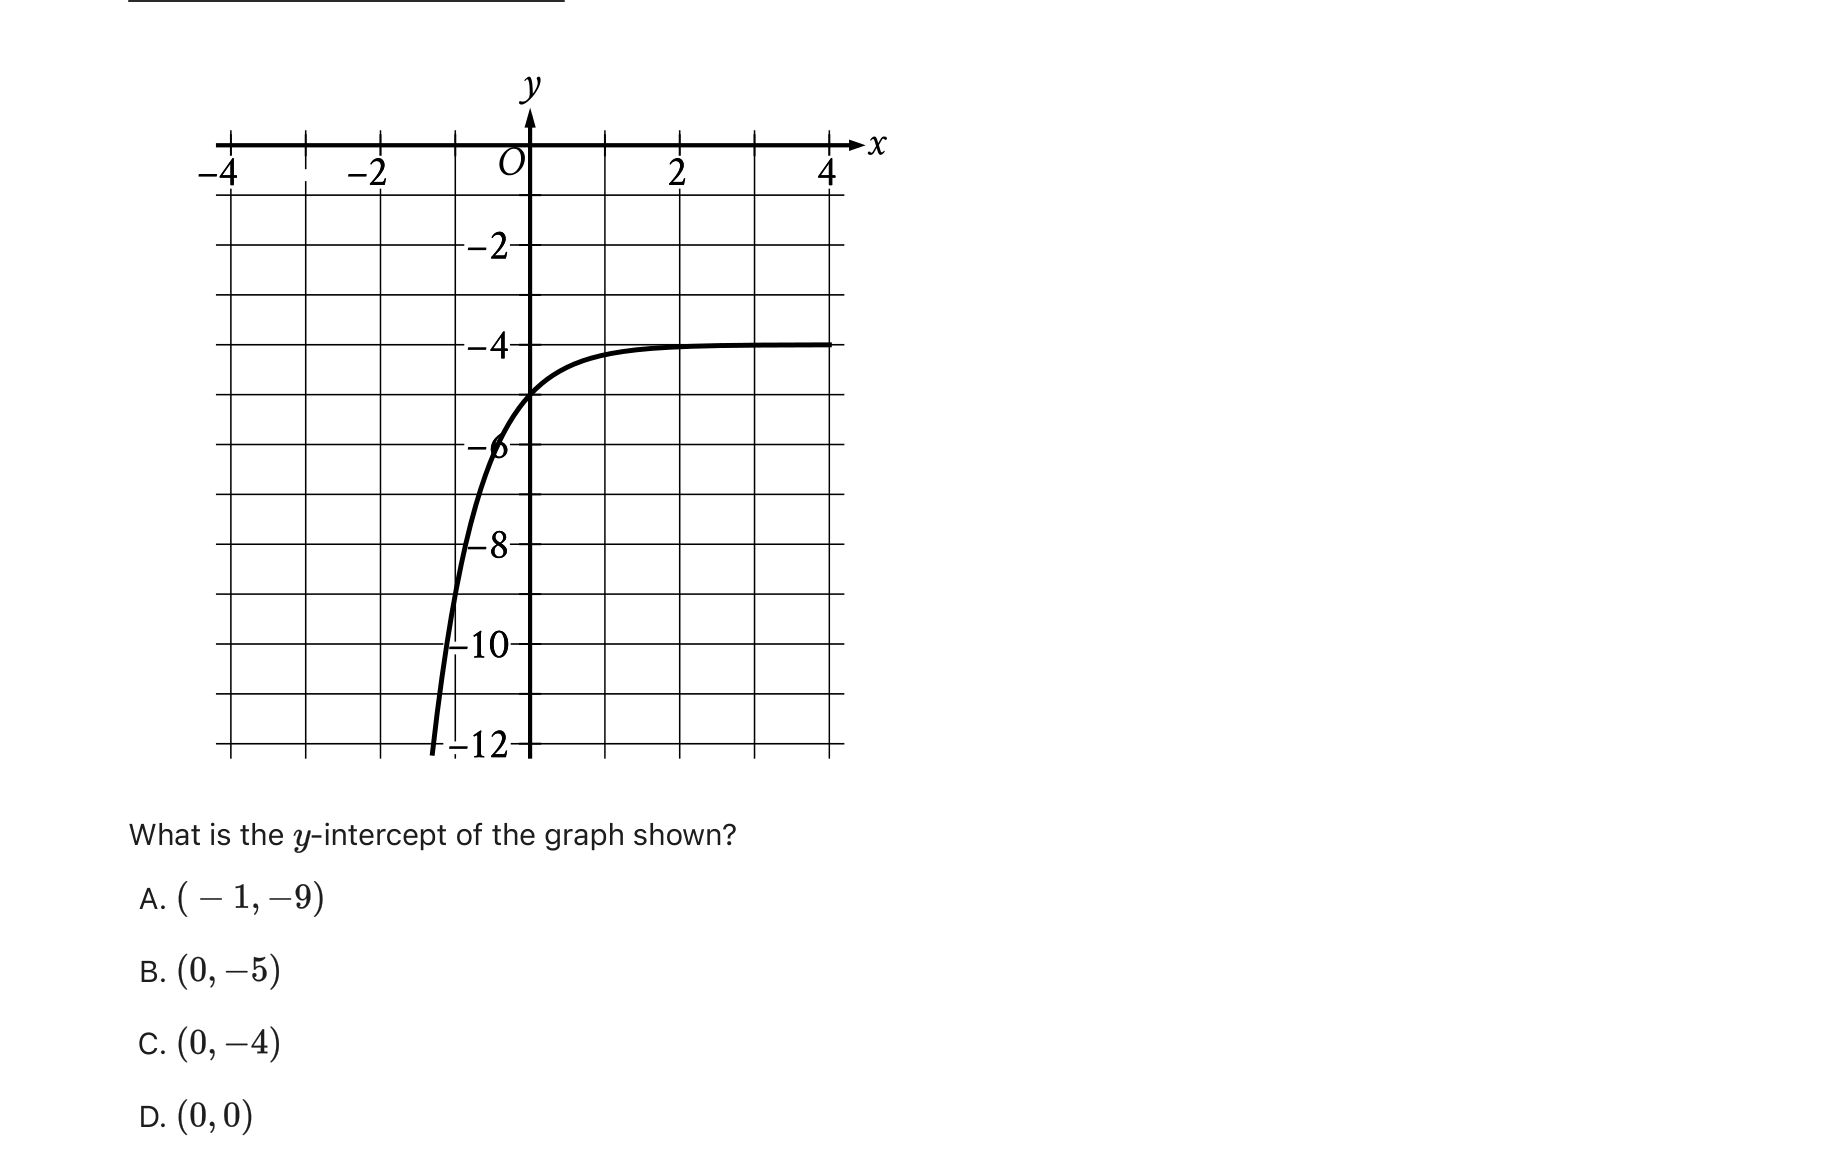 y
x
-4
-2
O
2
4
-2
-4
-6
-8
-10
-12
What is the y-intercept of the graph shown?
A. ( − 1, −9)
B. (0, −5)
C. (0, −4)
D. (0, 0)